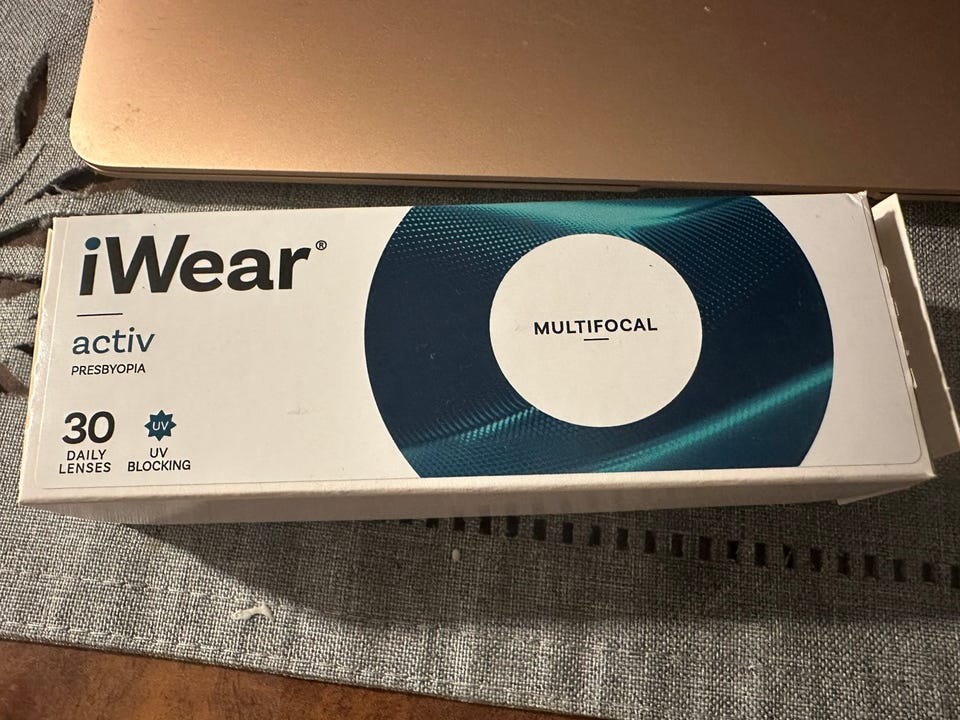 iWear®
activ
PRESBYOPIA
30
DAILY
LENSES
UV
UV
BLOCKING
MULTIFOCAL